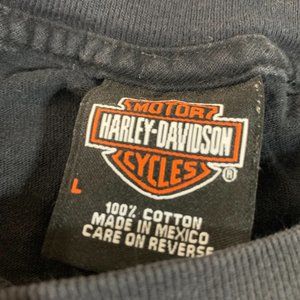 MOTOR
HARLEY-DAVIDSON
CYCLES
®
L
100% COTTON
MADE IN MEXICO
CARE ON REVERSE